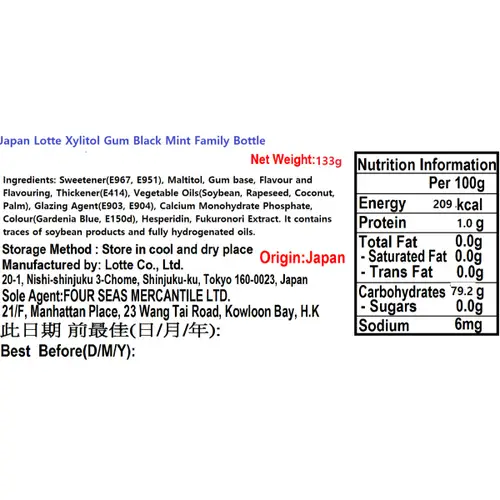 Japan Lotte Xylitol Gum Black Mint Family Bottle
Net Weight:133g
Ingredients: Sweetener(E967, E951), Maltitol, Gum base, Flavour and
Flavouring, Thickener(E414), Vegetable Oils(Soybean, Rapeseed, Coconut,
Palm), Glazing Agent(E903, E904), Calcium Monohydrate Phosphate,
Colour(Gardenia Blue, E150d), Hesperidin, Fukuronori Extract. It contains
traces of soybean products and fully hydrogenated oils.
Storage Method : Store in cool and dry place
Origin:Japan
Manufactured by: Lotte Co., Ltd.
20-1, Nishi-shinjuku 3-Chome, Shinjuku-ku, Tokyo 160-0023, Japan
Sole Agent:FOUR SEAS MERCANTILE LTD.
21/F, Manhattan Place, 23 Wang Tai Road, Kowloon Bay, H.K
此日期 前最佳(日/月/年):
Best Before(D/M/Y):
Nutrition Information
Per 100g
Energy 209 kcal
Protein 1.0 g
Total Fat 0.0g
- Saturated Fat 0.0g
- Trans Fat 0.0g
Carbohydrates 79.2 g
- Sugars 0.0g
Sodium 6mg